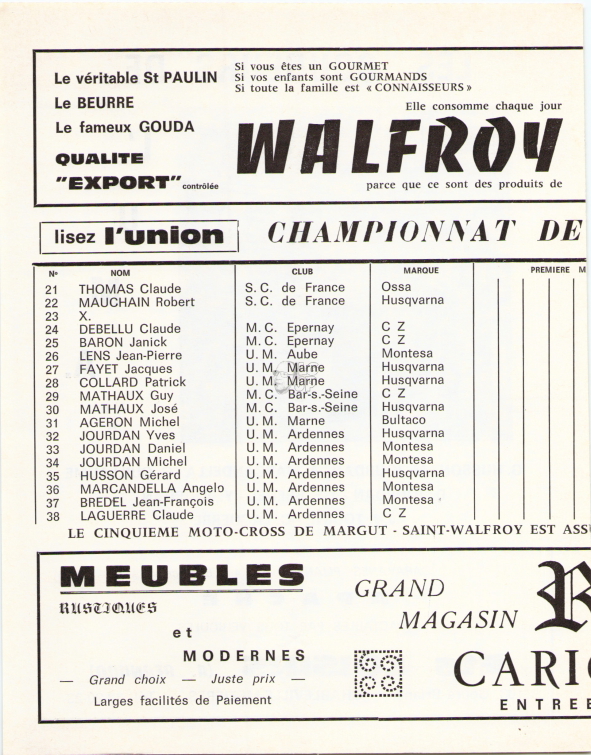 Le véritable St PAULIN
Le BEURRE
Le fameux GOUDA
QUALITE
"EXPORT" contrôlée
Si vous êtes un GOURMET
Si vos enfants sont GOURMANDS
Si toute la famille est « CONNAISSEURS »
Elle consomme chaque jour
WALFROY
parce que ce sont des produits de
lisez l'union
CHAMPIONNAT DE
No NOM CLUB MARQUE PREMIERE M
21 THOMAS Claude S. C. de France Ossa
22 MAUCHAIN Robert S. C. de France Husqvarna
23 X.
24 DEBELLU Claude M. C. Epernay C Z
25 BARON Janick M. C. Epernay C Z
26 LENS Jean-Pierre U. M. Aube Montesa
27 FAYET Jacques U. M. Marne Husqvarna
28 COLLARD Patrick U. M. Marne Husqvarna
29 MATHAUX Guy M. C. Bar-s.-Seine C Z
30 MATHAUX José M. C. Bar-s.-Seine Husqvarna
31 AGERON Michel U. M. Marne Bultaco
32 JOURDAN Yves U. M. Ardennes Husqvarna
33 JOURDAN Daniel U. M. Ardennes Montesa
34 JOURDAN Michel U. M. Ardennes Montesa
35 HUSSON Gérard U. M. Ardennes Husqvarna
36 MARCANDELLA Angelo U. M. Ardennes Montesa
37 BREDEL Jean-François U. M. Ardennes Montesa
38 LAGUERRE Claude U. M. Ardennes C Z
LE CINQUIEME MOTO-CROSS DE MARGUT - SAINT-WALFROY EST ASSU
MEUBLES
RUSTIQUES
et
MODERNES
— Grand choix — Juste prix —
Larges facilités de Paiement
GRAND
MAGASIN
CARI
ENTREE